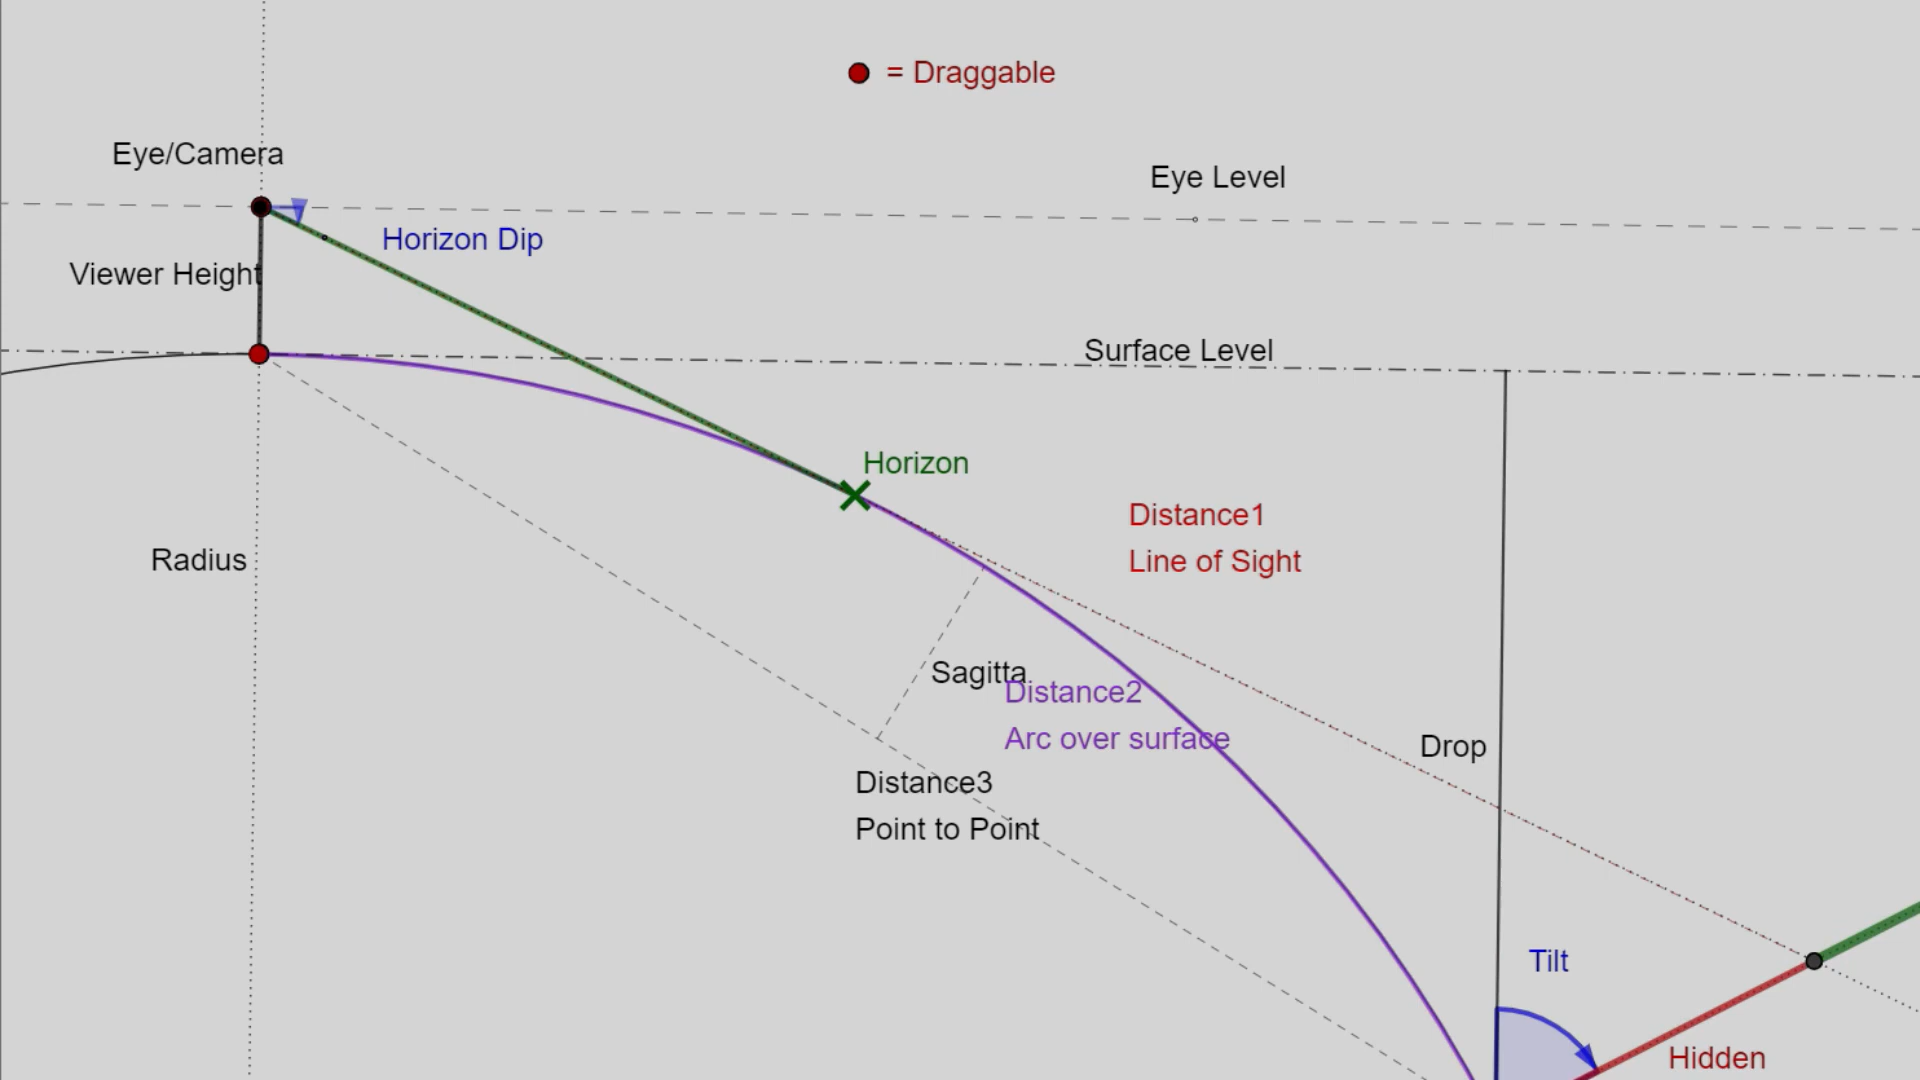 = Draggable
Eye/Camera
Eye Level
Horizon Dip
Viewer Height
Surface Level
Horizon
Distance1
Line of Sight
Radius
Sagitta
Distance2
Arc over surface
Drop
Distance3
Point to Point
Tilt
Hidden